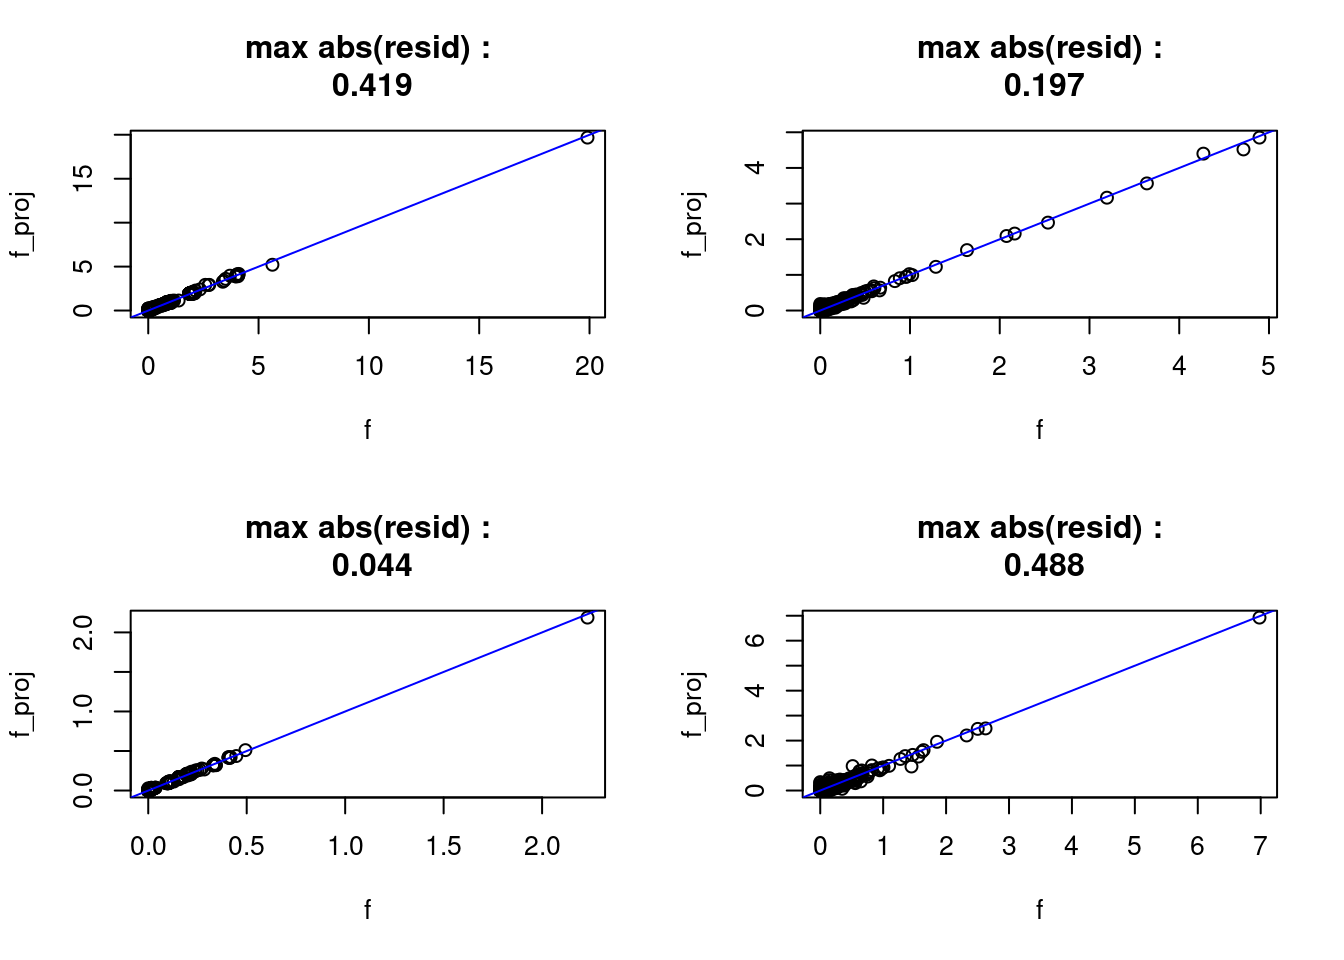 max abs(resid) :
0.419
f_proj
0 5 15
0 5 10 15 20
f
max abs(resid) :
0.197
f_proj
0 2 4
0 1 2 3 4 5
f
max abs(resid) :
0.044
f_proj
0.0 1.0 2.0
0.0 0.5 1.0 1.5 2.0
f
max abs(resid) :
0.488
f_proj
0 2 4 6
0 1 2 3 4 5 6 7
f